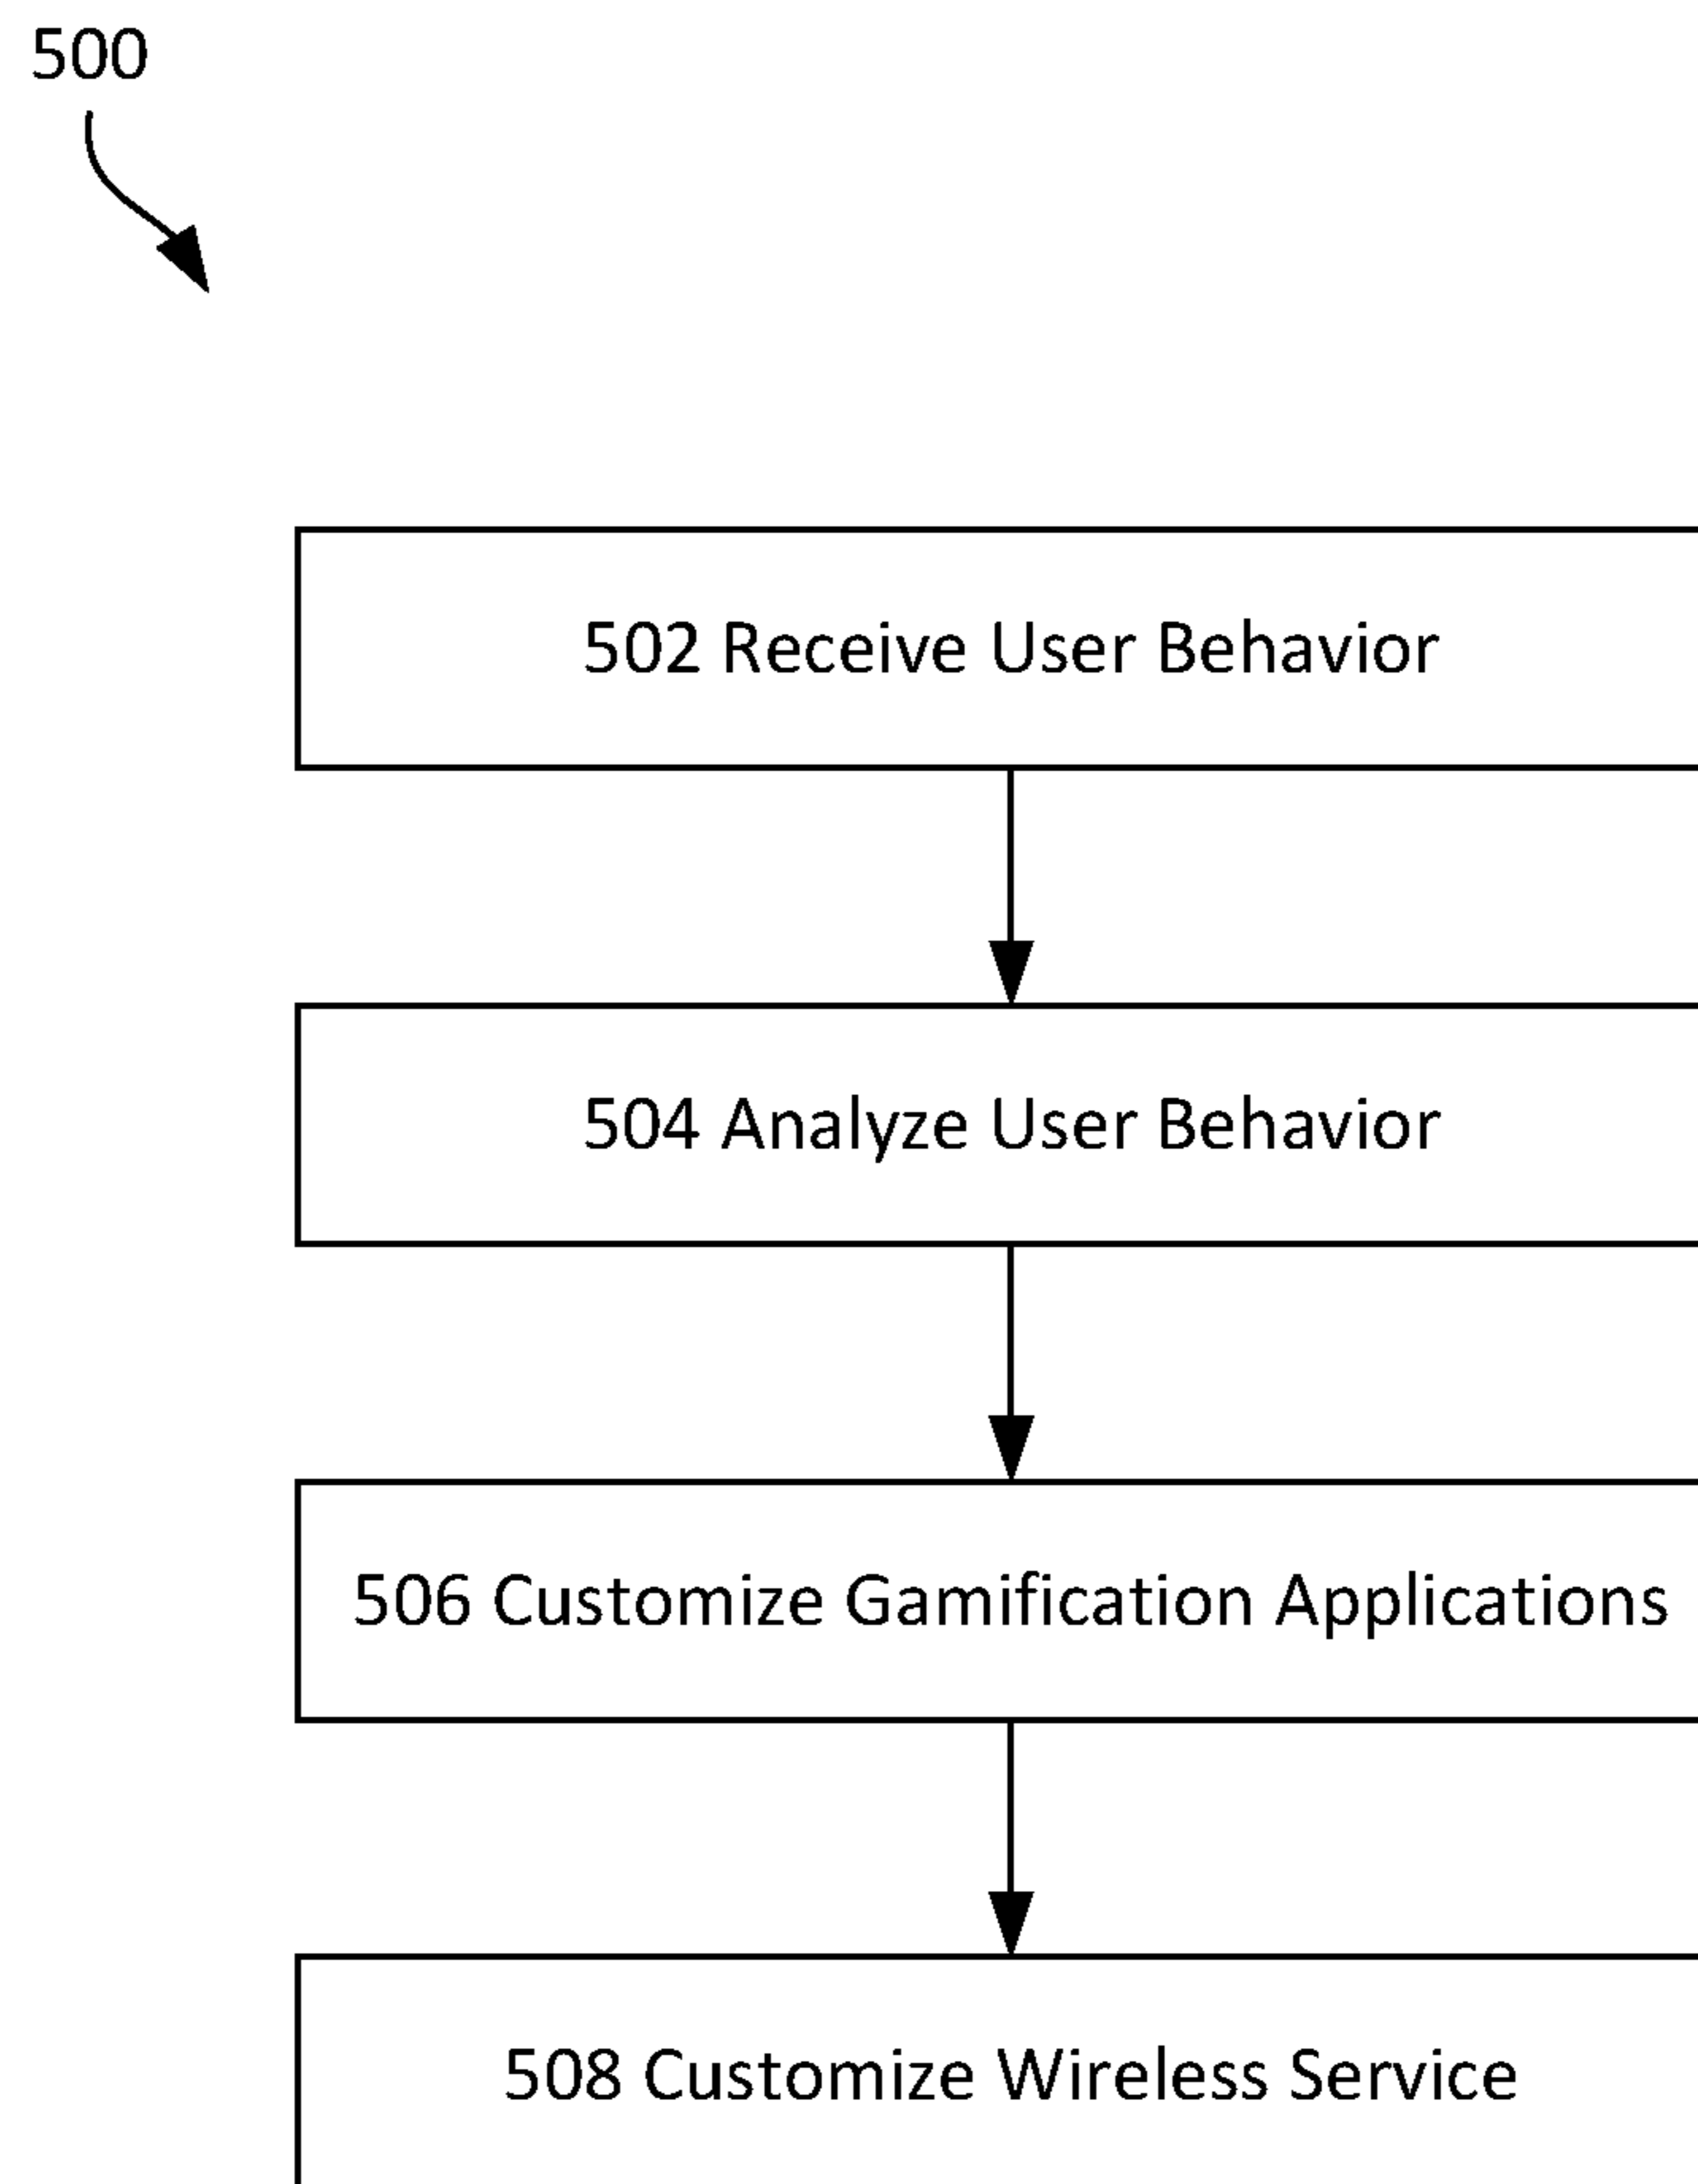 500
502 Receive User Behavior
504 Analyze User Behavior
506 Customize Gamification Applications
508 Customize Wireless Service